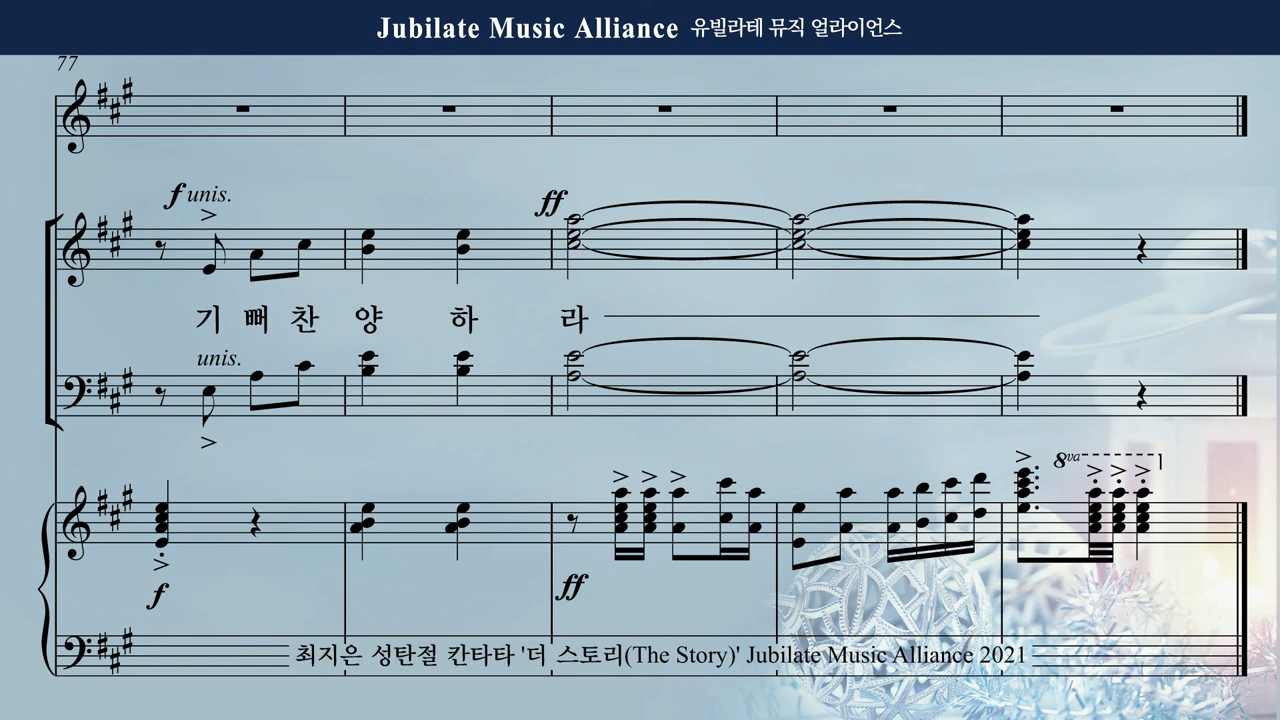 Jubilate Music Alliance 유빌라테 뮤직 얼라이언스
77
f unis.
ff
기 뻐 찬 양 하 라
unis.
8va
f
ff
최지은 성탄절 칸타타 '더 스토리(The Story)' Jubilate Music Alliance 2021